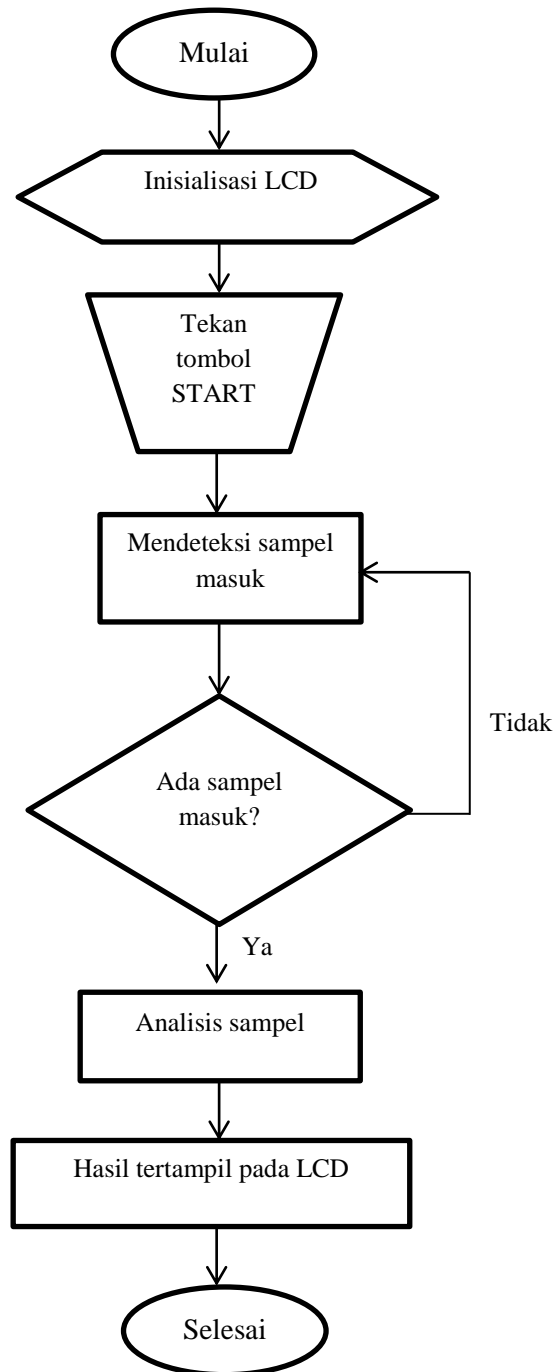 Mulai
Inisialisasi LCD
Tekan
tombol
START
Mendeteksi sampel
masuk
Tidak
Ada sampel
masuk?
Ya
Analisis sampel
Hasil tertampil pada LCD
Selesai